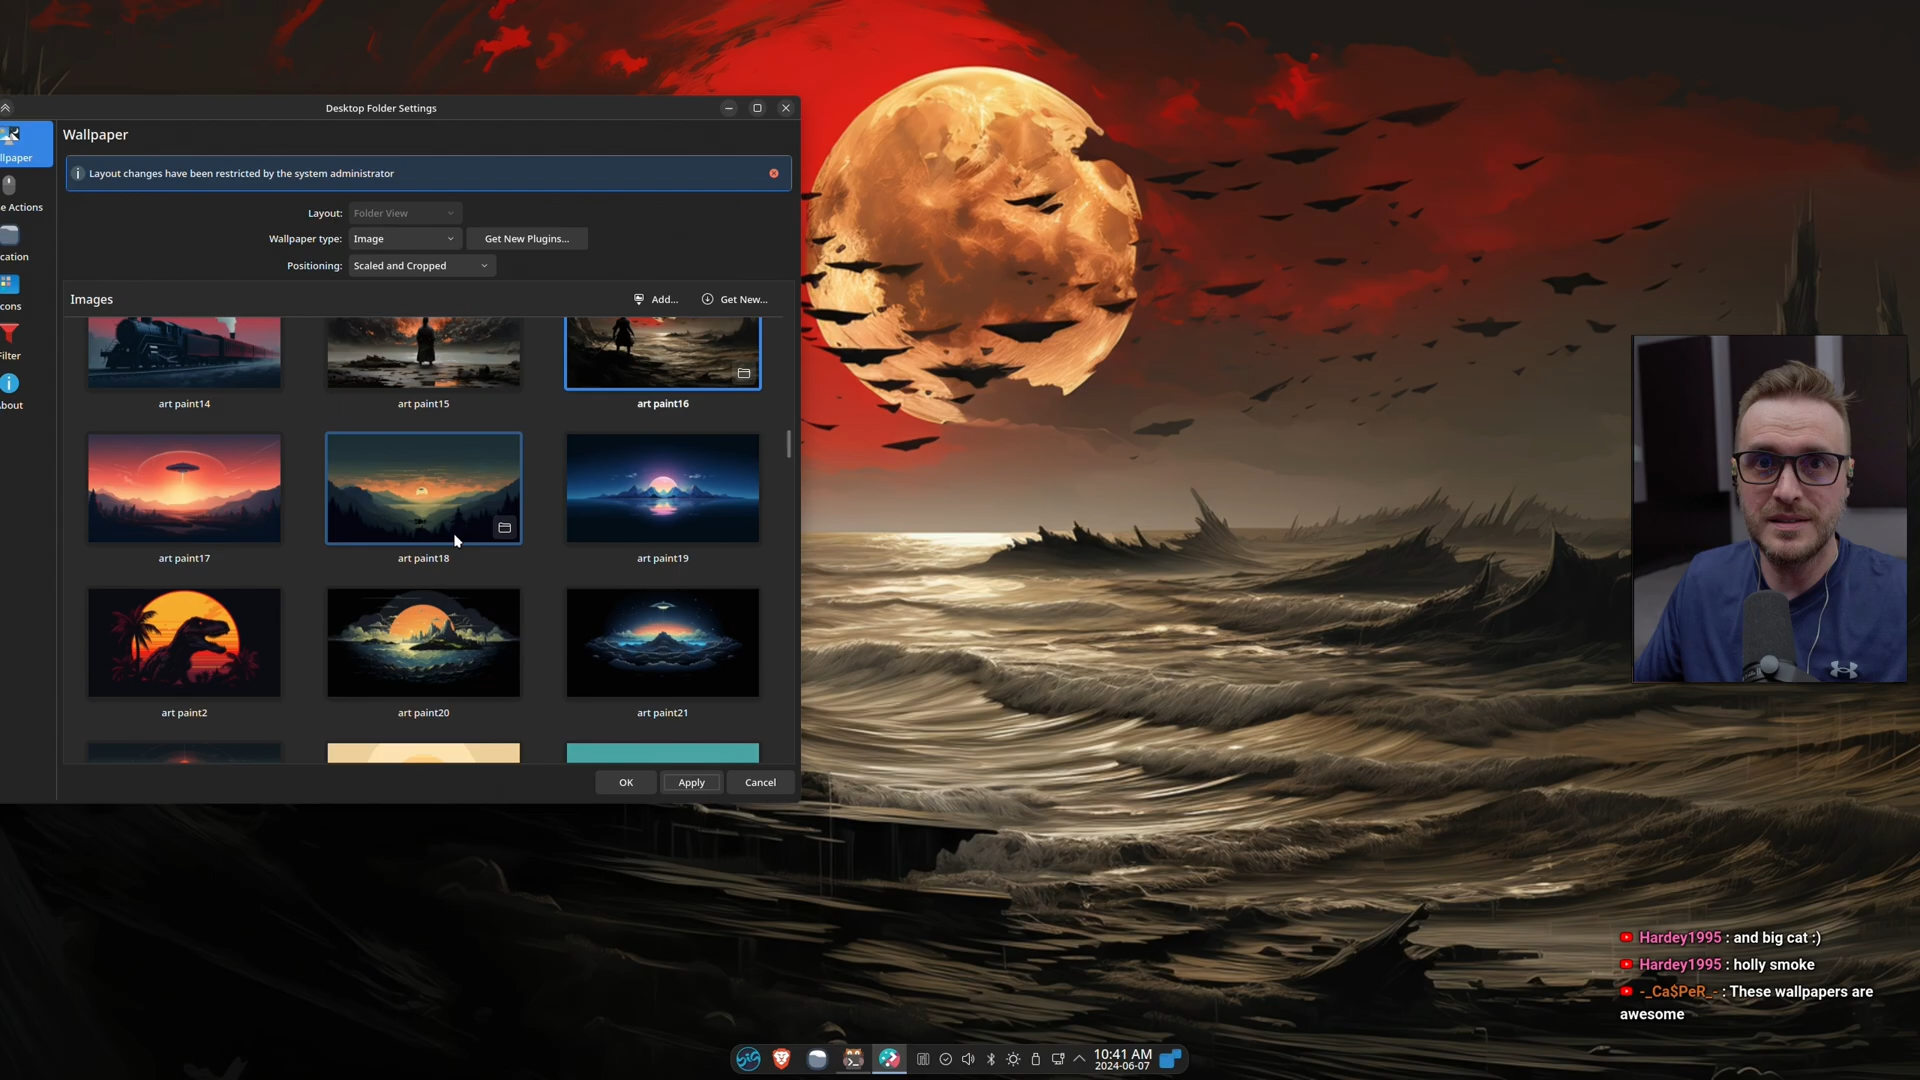 Desktop Folder Settings
llpaper
e Actions
cation
cons
Filter
bout
Wallpaper
Layout changes have been restricted by the system administrator
Layout: Folder View
Wallpaper type: Image Get New Plugins...
Positioning: Scaled and Cropped
Images Add... Get New...
art paint14 art paint15 art paint16
art paint17 art paint18 art paint19
art paint2 art paint20 art paint21
OK Apply Cancel
Hardey1995 : and big cat :)
Hardey1995 : holly smoke
-_Ca$PeR_- : These wallpapers are
awesome
10:41 AM
2024-06-07